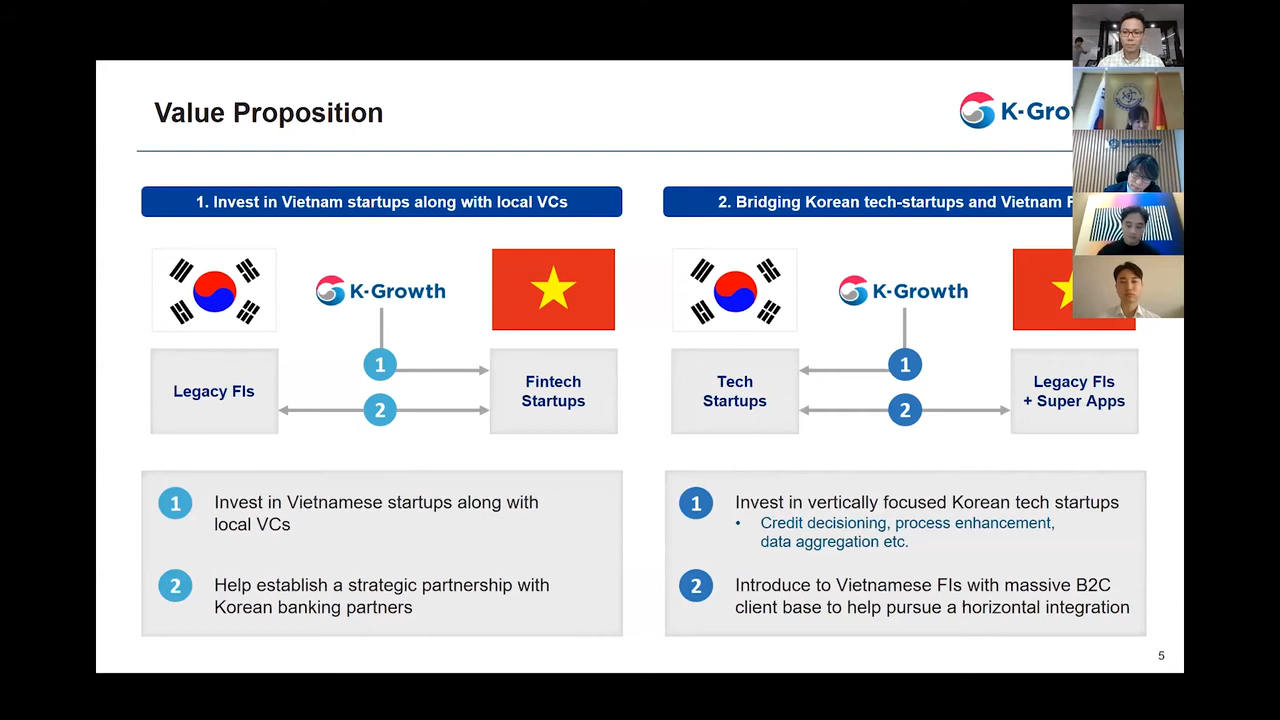 Value Proposition
K-Gro
1. Invest in Vietnam startups along with local VCs
2. Bridging Korean tech-startups and Vietnam F
K-Growth
K-Growth
1
1
Legacy FIs
Fintech
Startups
Tech
Startups
Legacy FIs
+ Super Apps
2
2
1
Invest in Vietnamese startups along with
local VCs
2
Help establish a strategic partnership with
Korean banking partners
1
Invest in vertically focused Korean tech startups
• Credit decisioning, process enhancement,
data aggregation etc.
2
Introduce to Vietnamese FIs with massive B2C
client base to help pursue a horizontal integration
5